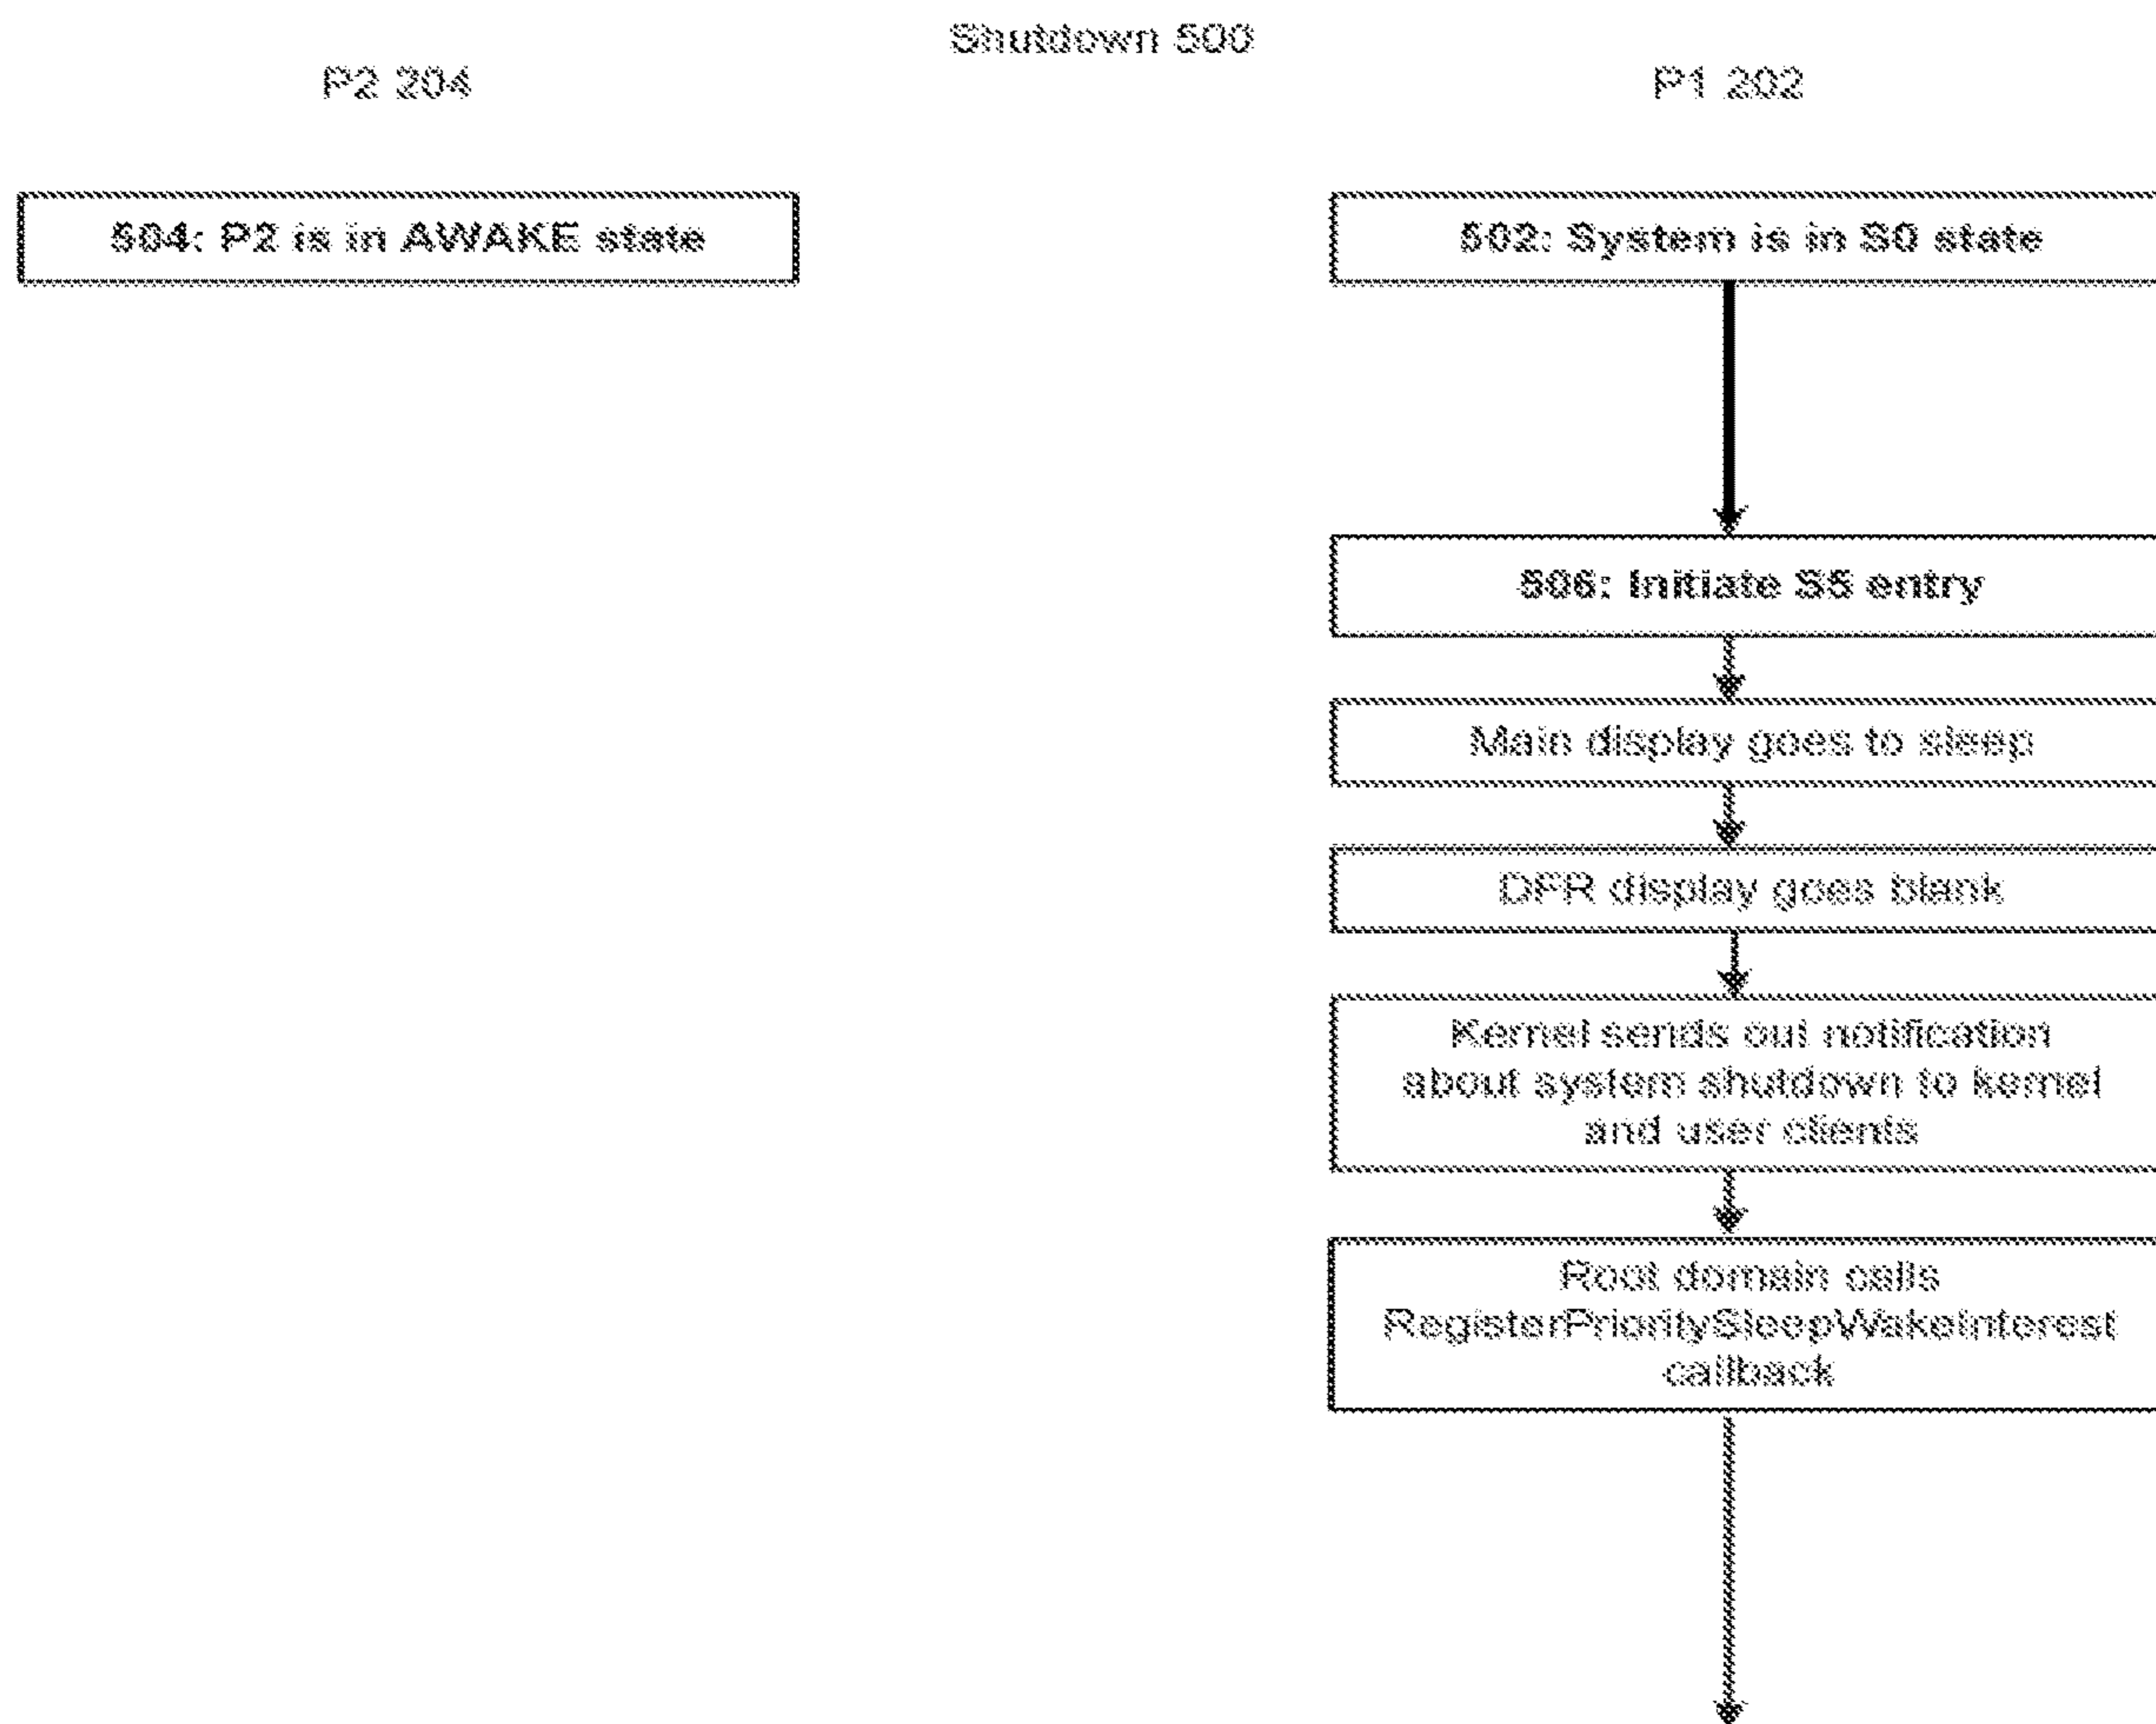 Shutdown 500
P2 204
P1 202
504: P2 is in AWAKE state
502: System is in S0 state
506: Initiate S5 entry
Main display goes to sleep
DFR display goes blank
Kernel sends out notification
about system shutdown to kernel
and user clients
Root domain calls
RegisterPrioritySleepWakeInterest
callback